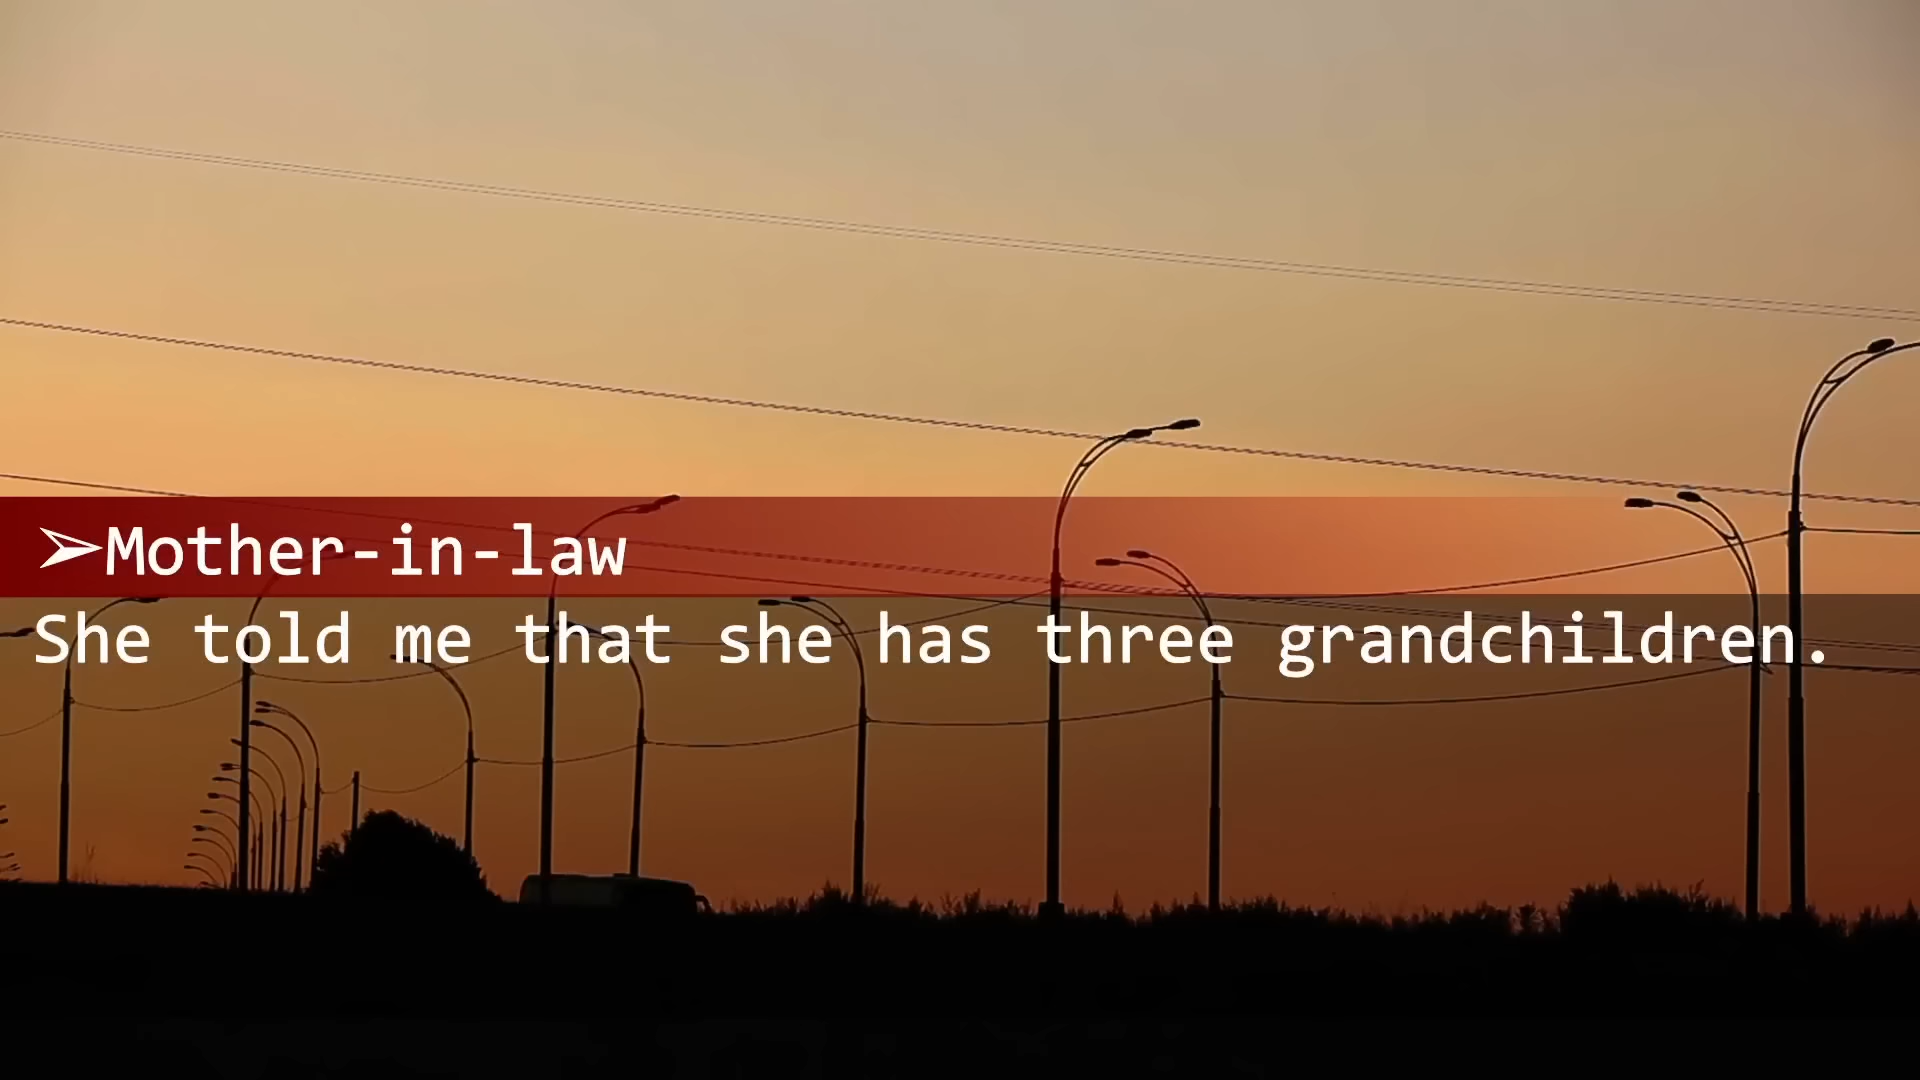 ➢Mother-in-law
She told me that she has three grandchildren.